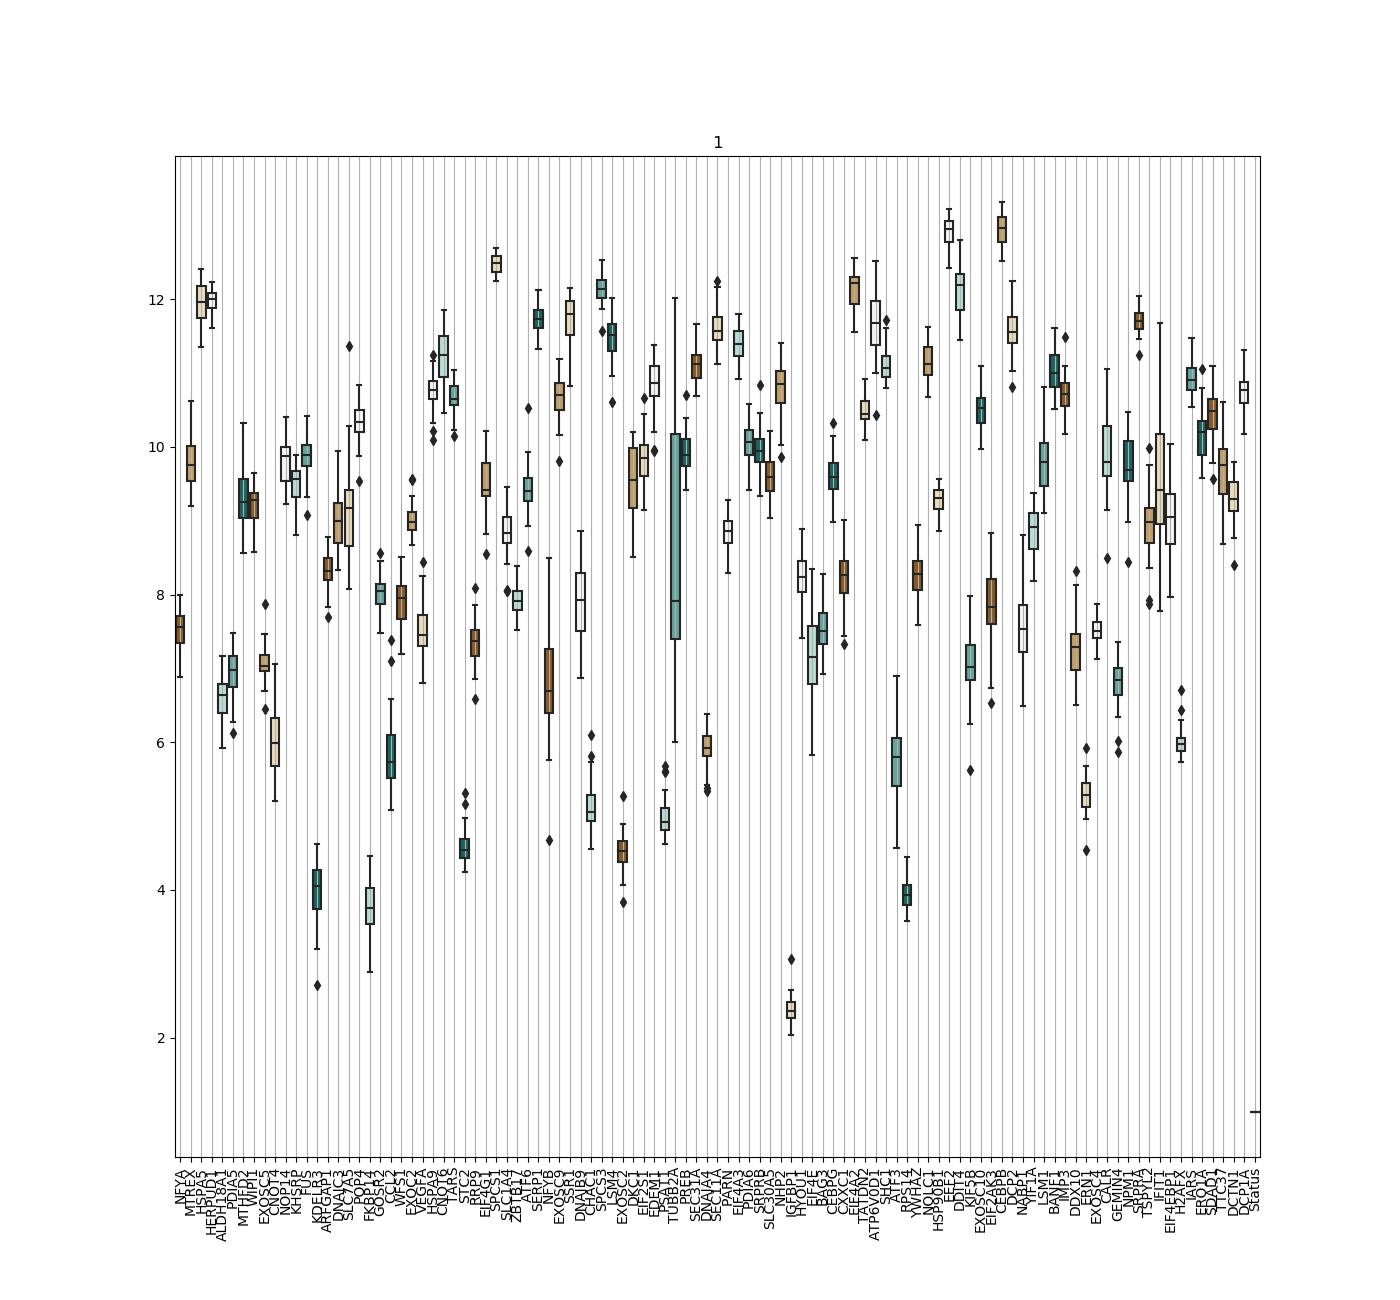 1
12
10
8
6
4
2
NFYA
MTREX
HSPA5
HERPUD1
ALDH18A1
PDIA5
MTHFD2
WIPI1
EXOSC5
CNOT4
NOP14
KHSRP
FUS
KDELR3
ARFGAP1
DNAJC3
SLC7A5
POP4
FKBP14
GOSR2
CCL2
WFS1
EXOC2
VEGFA
HSPA9
CNOT6
TARS
STC2
RRP9
EIF4G1
SPCS1
SLC1A4
ZBTB17
ATF6
SERP1
NFYB
EXOSC9
SSR1
DNAJB9
CHAC1
SPCS3
LSM4
EXOSC2
DKC1
EIF2S1
EDEM1
PSAT1
TUBB2A
PREB
SEC31A
DNAJA4
SEC11A
PARN
EIF4A3
PDIA6
SRPRB
SLC30A5
NHP2
IGFBP1
HYOU1
EIF4E
BAG3
CEBPG
CXXC1
EIF4A2
TATDN2
ATP6V0D1
SHC1
ATF3
RPS14
YWHAZ
NOLC1
HSP90B1
EEF2
DDIT4
KIF5B
EXOSC10
EIF2AK3
CEBPB
DCP2
NABP1
YIF1A
LSM1
BANF1
IMP3
DDX10
ERN1
EXOSC4
CALR
GEMIN4
NPM1
SRPRA
TSPYL2
IFIT1
EIF4EBP1
H2AFX
IARS
ERO1A
SDAD1
TTC37
DCTN1
DCP1A
Status